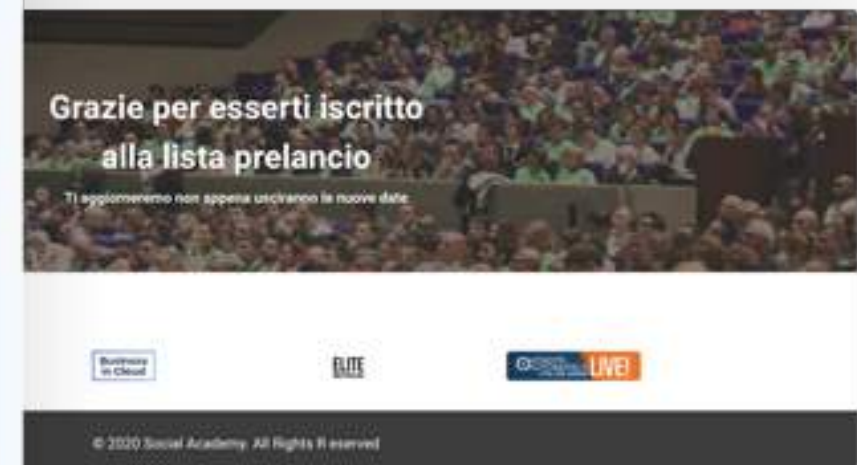 Grazie per esserti iscritto
alla lista prelancio
Ti aggiorneremo non appena usciranno le nuove date
Business
in Cloud
ELITE
LIVE!
© 2020 Social Academy. All Rights R eserved